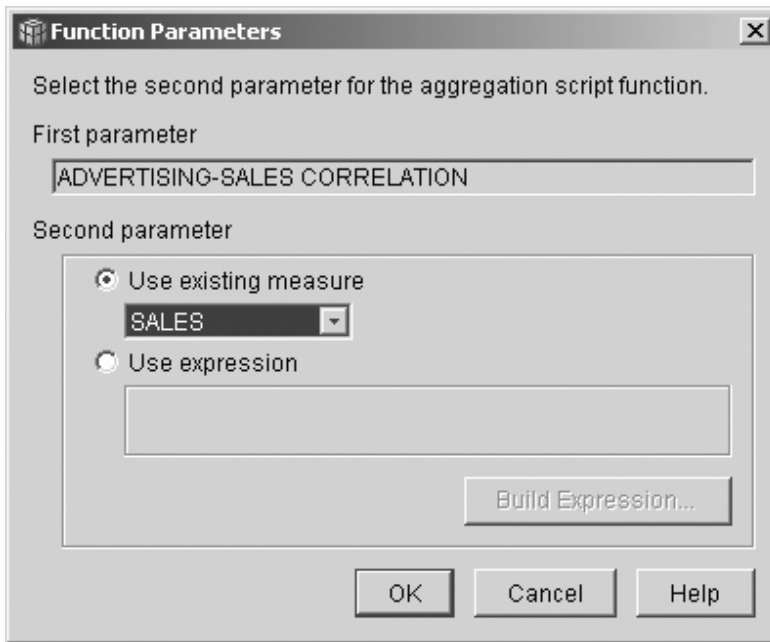 Function Parameters
Select the second parameter for the aggregation script function.
First parameter
ADVERTISING-SALES CORRELATION
Second parameter
Use existing measure
SALES
Use expression
Build Expression...
OK Cancel Help